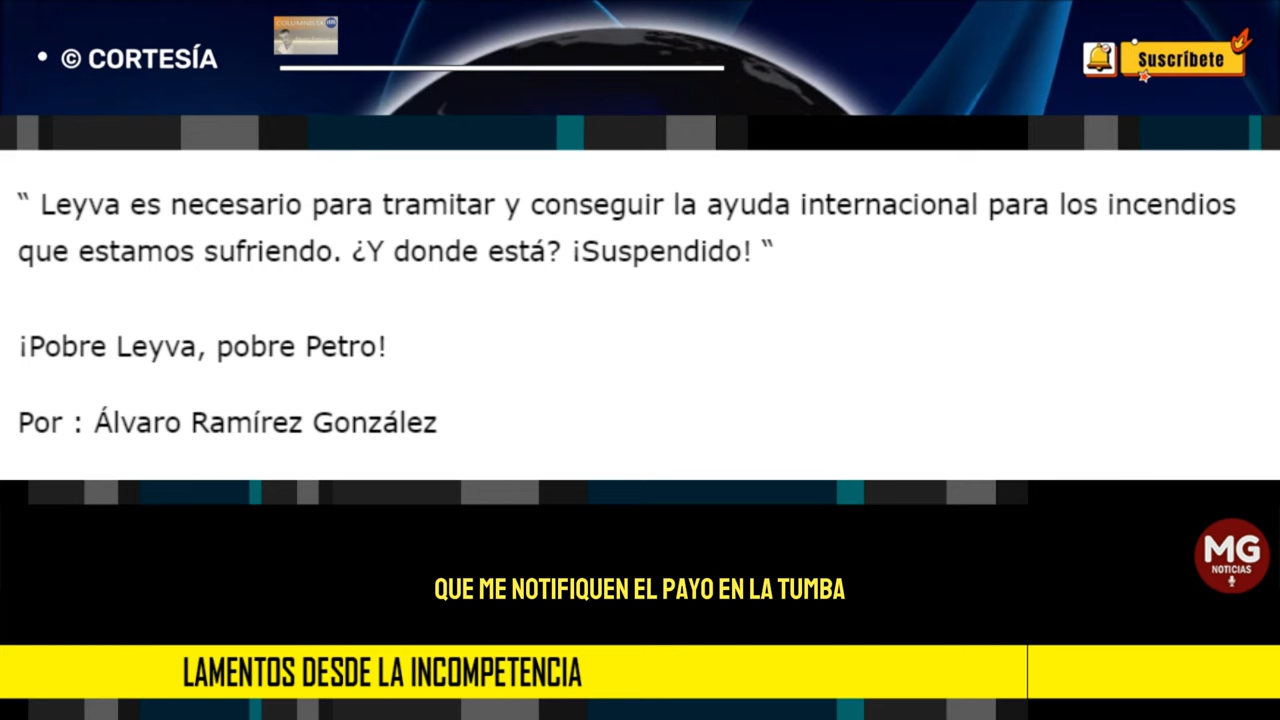 • © CORTESÍA
COLUMNISTA
Suscríbete
“ Leyva es necesario para tramitar y conseguir la ayuda internacional para los incendios
que estamos sufriendo. ¿Y donde está? ¡Suspendido! “
¡Pobre Leyva, pobre Petro!
Por : Álvaro Ramírez González
MG
NOTICIAS
QUE ME NOTIFIQUEN EL PAYO EN LA TUMBA
LAMENTOS DESDE LA INCOMPETENCIA